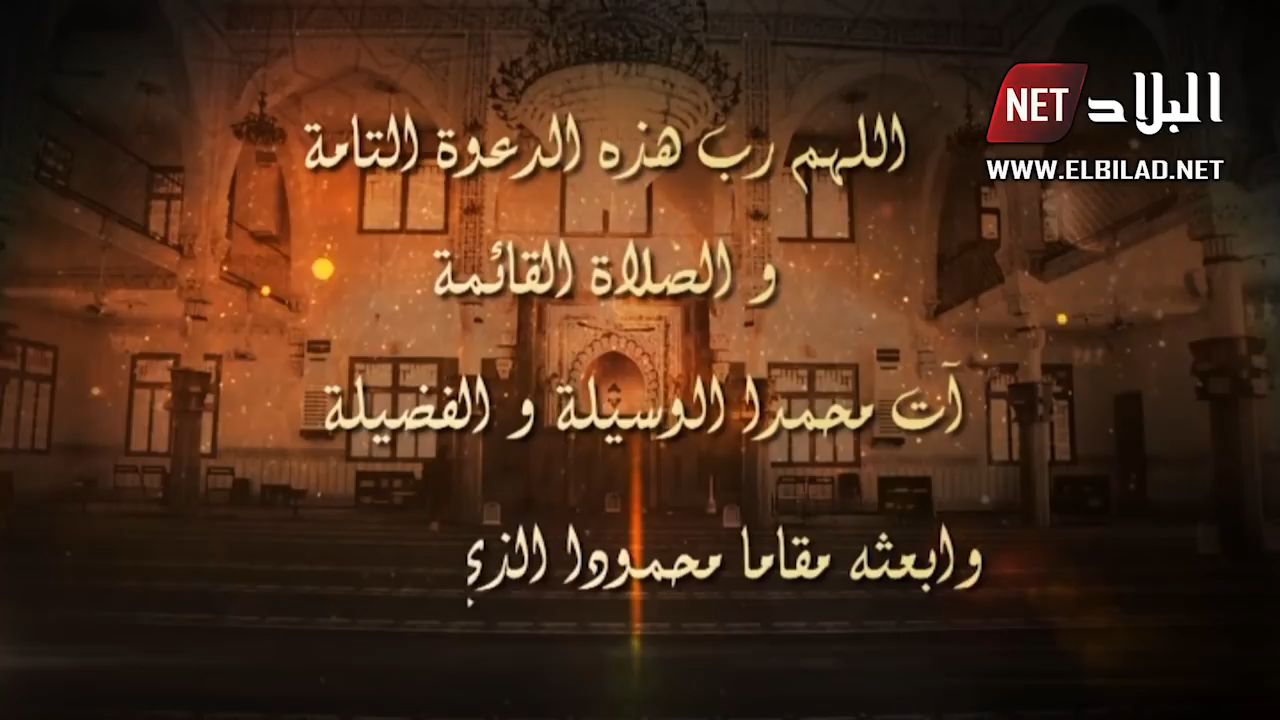 البلاد NET
WWW.ELBILAD.NET
اللهم رب هذه الدعوة التامة
و الصلاة القائمة
آت محمدا الوسيلة و الفضيلة
وابعثه مقاما محمودا الذي